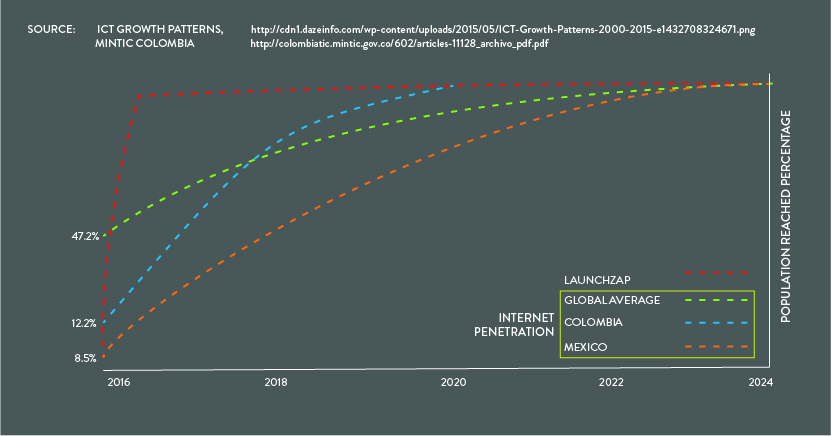 SOURCE: ICT GROWTH PATTERNS, http://cdn1.dazeinfo.com/wp-content/uploads/2015/05/ICT-Growth-Patterns-2000-2015-e1432708324671.png
MINTIC COLOMBIA http://colombiatic.mintic.gov.co/602/articles-11128_archivo_pdf.pdf
POPULATION REACHED PERCENTAGE
47.2%
12.2%
8.5%
LAUNCHZAP
GLOBAL AVERAGE
INTERNET
PENETRATION
COLOMBIA
MEXICO
2016 2018 2020 2022 2024